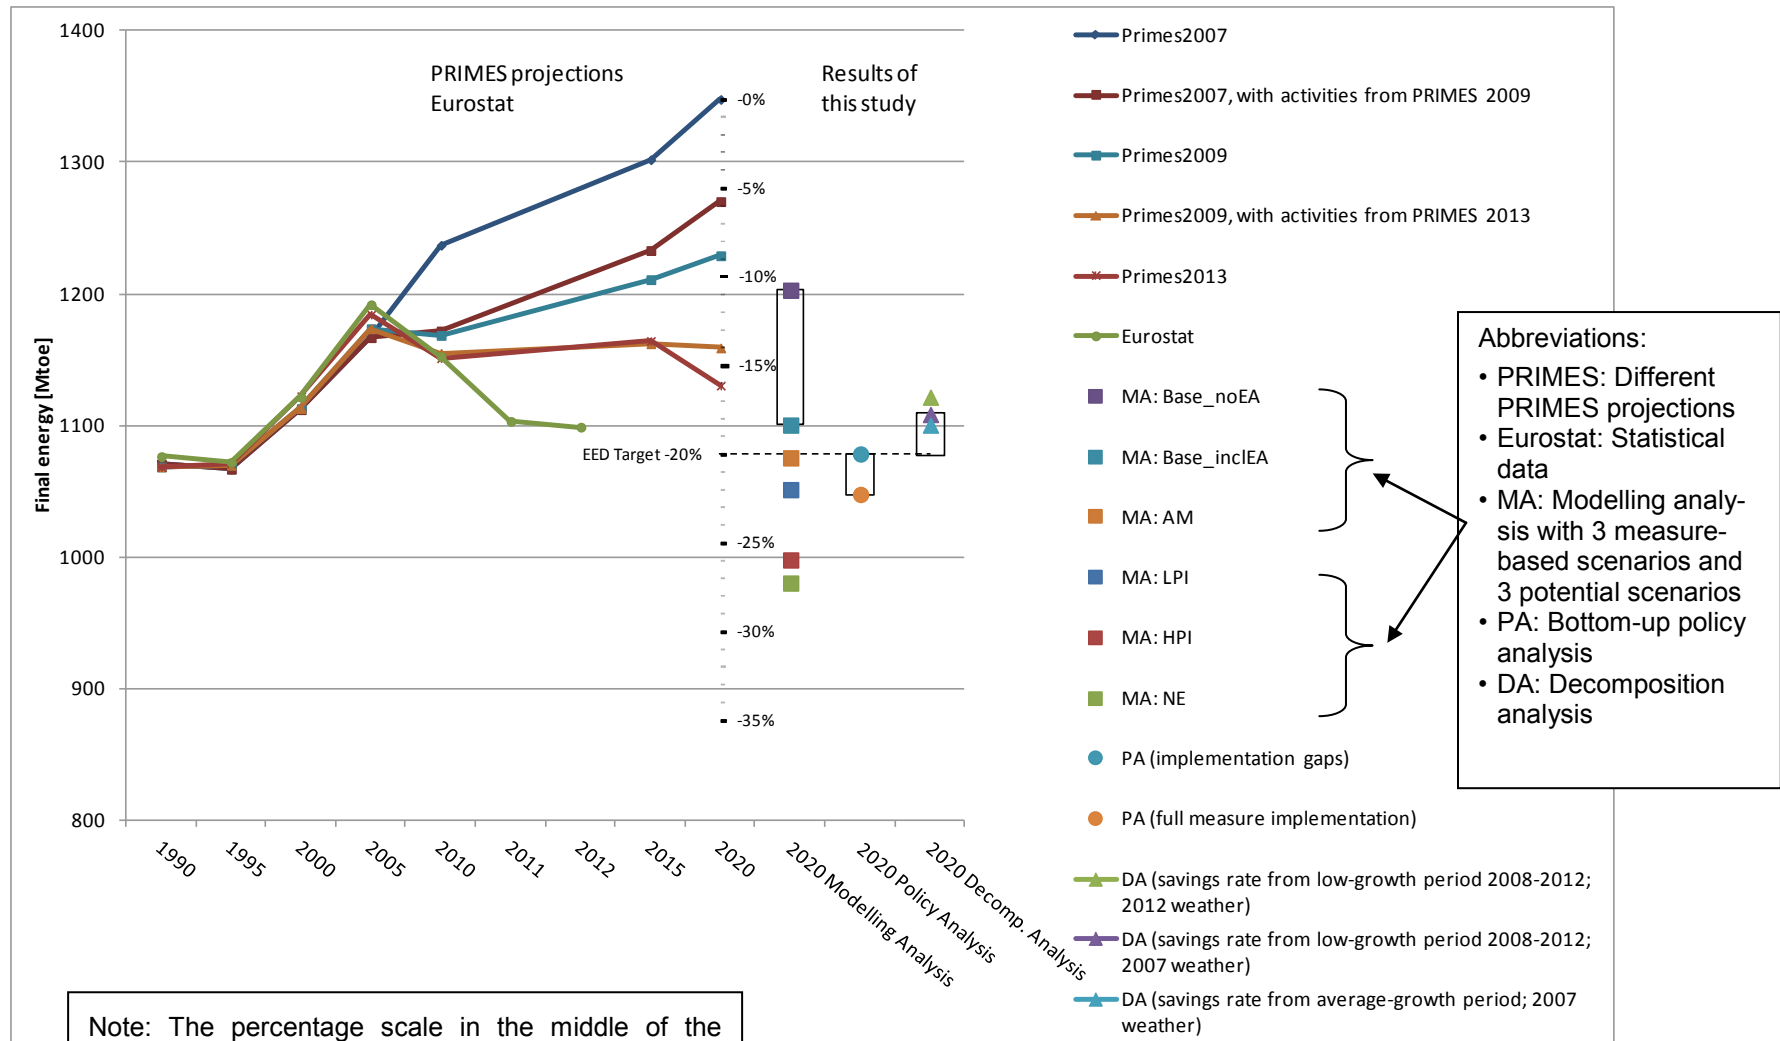 1400
1300
1200
1100
1000
900
800
Final energy [Mtoe]
PRIMES projections
Eurostat
Results of
this study
-0%
-5%
-10%
-15%
EED Target -20%
-25%
-30%
-35%
1990
1995
2000
2005
2010
2011
2012
2015
2020
2020 Modelling Analysis
2020 Policy Analysis
2020 Decomp. Analysis
Primes2007
Primes2007, with activities from PRIMES 2009
Primes2009
Primes2009, with activities from PRIMES 2013
Primes2013
Eurostat
MA: Base_noEA
MA: Base_inclEA
MA: AM
MA: LPI
MA: HPI
MA: NE
PA (implementation gaps)
PA (full measure implementation)
DA (savings rate from low-growth period 2008-2012;
2012 weather)
DA (savings rate from low-growth period 2008-2012;
2007 weather)
DA (savings rate from average-growth period; 2007
weather)
Abbreviations:
• PRIMES: Different
PRIMES projections
• Eurostat: Statistical
data
• MA: Modelling analy-
sis with 3 measure-
based scenarios and
3 potential scenarios
• PA: Bottom-up policy
analysis
• DA: Decomposition
analysis
Note: The percentage scale in the middle of the